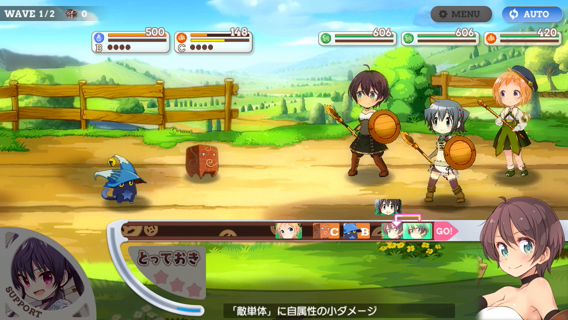 WAVE 1/2 0
MENU
AUTO
500
B
148
C
606
606
420
C B GO!
とっておき
SUPPORT
「敵単体」に自属性の小ダメージ